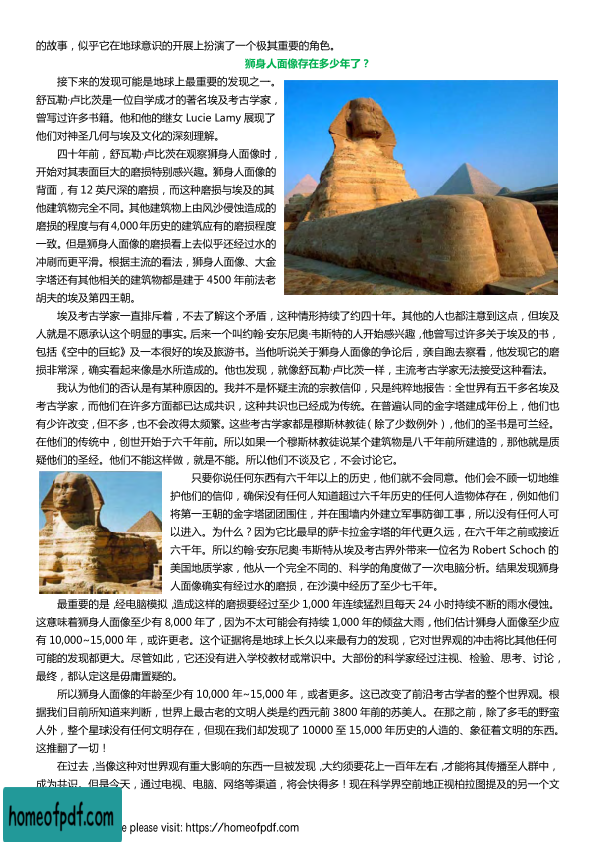 的故事，似乎它在地球意识的开展上扮演了一个极其重要的角色。
狮身人面像存在多少年了？
接下来的发现可能是地球上最重要的发现之一。
舒瓦勒·卢比茨是一位自学成才的著名埃及考古学家，
曾写过许多书籍。他和他的继女 Lucie Lamy 展现了
他们对神圣几何与埃及文化的深刻理解。
四十年前，舒瓦勒·卢比茨在观察狮身人面像时，
开始对其表面巨大的磨损特别感兴趣。狮身人面像的
背面，有 12 英尺深的磨损，而这种磨损与埃及的其
他建筑物完全不同。其他建筑物上由风沙侵蚀造成的
磨损的程度与有 4,000 年历史的建筑应有的磨损程度
一致。但是狮身人面像的磨损看上去似乎还经过水的
冲刷而更平滑。根据主流的看法，狮身人面像、大金
字塔还有其他相关的建筑物都是建于 4500 年前法老
胡夫的埃及第四王朝。
埃及考古学家一直排斥着，不去了解这个矛盾，这种情形持续了约四十年。其他的人也都注意到这点，但埃及
人就是不愿承认这个明显的事实。后来一个叫约翰·安东尼奥·韦斯特的人开始感兴趣，他曾写过许多关于埃及的书，
包括《空中的巨蛇》及一本很好的埃及旅游书。当他听说关于狮身人面像的争论后，亲自跑去察看，他发现它的磨
损非常深，确实看起来像是水所造成的。他也发现，就像舒瓦勒·卢比茨一样，主流考古学家无法接受这种看法。
我认为他们的否认是有某种原因的。我并不是怀疑主流的宗教信仰，只是纯粹地报告：全世界有五千多名埃及
考古学家，而他们在许多方面都已达成共识，这种共识也已经成为传统。在普遍认同的金字塔建成年份上，他们也
有少许改变，但不多，也不会改得太频繁。这些考古学家都是穆斯林教徒（除了少数例外），他们的圣书是可兰经。
在他们的传统中，创世开始于六千年前。所以如果一个穆斯林教徒说某个建筑物是八千年前所建造的，那他就是质
疑他们的圣经。他们不能这样做，就是不能。所以他们不谈及它，不会讨论它。
只要你说任何东西有六千年以上的历史，他们就不会同意。他们会不顾一切地维
护他们的信仰，确保没有任何人知道超过六千年历史的任何人造物体存在，例如他们
将第一王朝的金字塔团团围住，并在围墙内外建立军事防御工事，所以没有任何人可
以进入。为什么？因为它比最早的萨卡拉金字塔的年代更久远，在六千年之前或接近
六千年。所以约翰·安东尼奥·韦斯特从埃及考古界外带来一位名为 Robert Schoch 的
美国地质学家，他从一个完全不同的、科学的角度做了一次电脑分析。结果发现狮身
人面像确实有经过水的磨损，在沙漠中经历了至少七千年。
最重要的是，经电脑模拟，造成这样的磨损要经过至少 1,000 年连续猛烈且每天 24 小时持续不断的雨水侵蚀。
这意味着狮身人面像至少有 8,000 年了，因为不太可能会有持续 1,000 年的倾盆大雨，他们估计狮身人面像至少应
有 10,000~15,000 年，或许更老。这个证据将是地球上长久以来最有力的发现，它对世界观的冲击将比其他任何
可能的发现都更大。尽管如此，它还没有进入学校教材或常识中。大部份的科学家经过注视、检验、思考、讨论，
最终，都认定这是毋庸置疑的。
所以狮身人面像的年龄至少有 10,000 年~15,000 年，或者更多。这已改变了前沿考古学者的整个世界观。根
据我们目前所知道来判断，世界上最古老的文明人类是约西元前 3800 年前的苏美人。在那之前，除了多毛的野蛮
人外，整个星球没有任何文明存在，但现在我们却发现了 10000 至 15,000 年历史的人造的、象征着文明的东西。
这推翻了一切！
在过去，当像这种对世界观有重大影响的东西一旦被发现，大约须要花上一百年左右，才能将其传播至人群中，
成为共识。但是今天，通过电视、电脑、网络等渠道，将会快得多！现在科学界空前地正视柏拉图提及的另一个文
homeofpdf.com
e please visit: https://homeofpdf.com